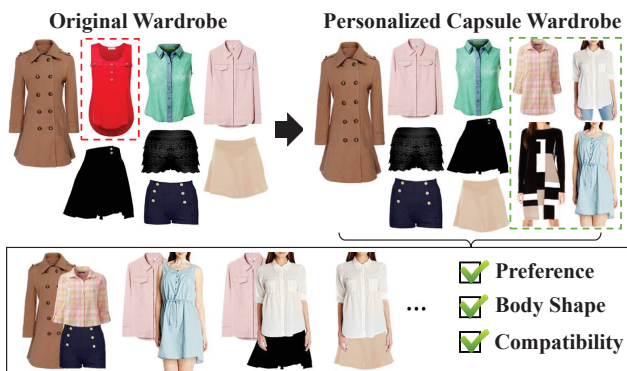 Original Wardrobe
Personalized Capsule Wardrobe
Preference
Body Shape
...
Compatibility